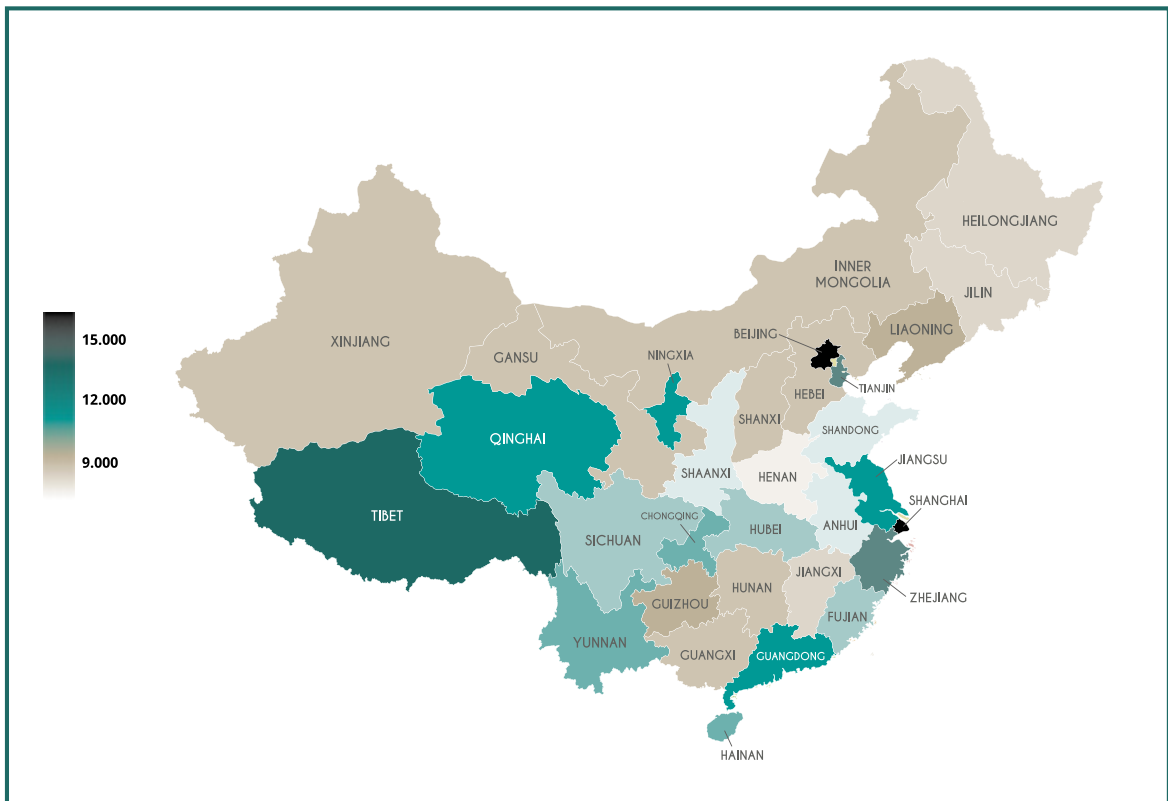 HEILONGJIANG
INNER
MONGOLIA
JILIN
15.000
LIAONING
BEIJING
XINJIANG
GANSU
NINGXIA
TIANJIN
HEBEI
12.000
SHANXI
SHANDONG
QINGHAI
JIANGSU
9.000
SHAANXI
HENAN
SHANGHAI
TIBET
CHONGQING
HUBEI
ANHUI
SICHUAN
JIANGXI
HUNAN
ZHEJIANG
GUIZHOU
FUJIAN
YUNNAN
GUANGXI
GUANGDONG
HAINAN